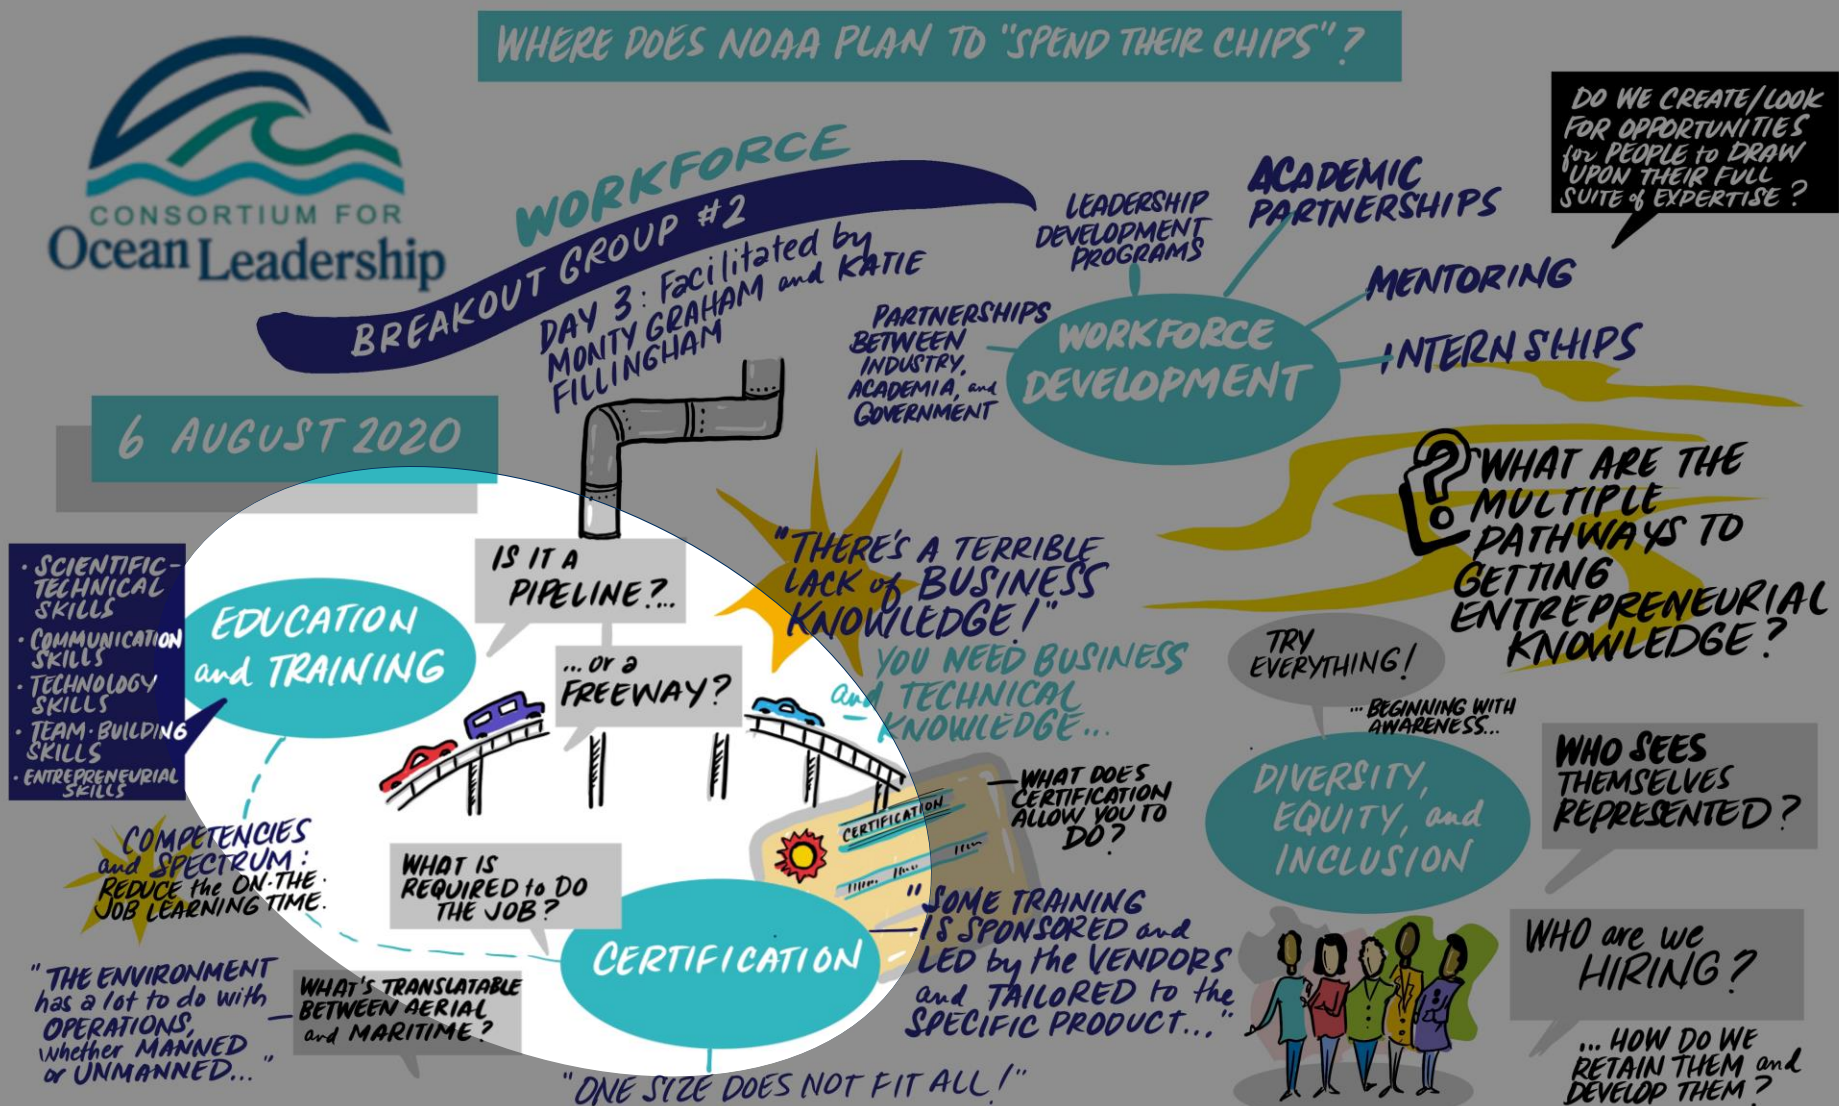 WHERE DOES NOAA PLAN TO "SPEND THEIR CHIPS"?
CONSORTIUM FOR
Ocean Leadership
WORKFORCE
BREAKOUT GROUP #2
DAY 3: Facilitated by
MONTY GRAHAM and KATIE
FILLINGHAM
6 AUGUST 2020
DO WE CREATE/LOOK
FOR OPPORTUNITIES
for PEOPLE to DRAW
UPON THEIR FULL
SUITE of EXPERTISE?
LEADERSHIP
DEVELOPMENT
PROGRAMS
ACADEMIC
PARTNERSHIPS
MENTORING
INTERNSHIPS
PARTNERSHIPS
BETWEEN
INDUSTRY,
ACADEMIA, and
GOVERNMENT
WORKFORCE
DEVELOPMENT
WHAT ARE THE
MULTIPLE
PATHWAYS TO
GETTING
ENTREPRENEURIAL
KNOWLEDGE?
• SCIENTIFIC-
TECHNICAL
SKILLS
• COMMUNICATION
SKILLS
• TECHNOLOGY
SKILLS
• TEAM-BUILDING
SKILLS
• ENTREPRENEURIAL
SKILLS
EDUCATION
and TRAINING
IS IT A
PIPELINE?...
... or a
FREEWAY?
"THERE'S A TERRIBLE
LACK of BUSINESS
KNOWLEDGE!"
YOU NEED BUSINESS
and TECHNICAL
KNOWLEDGE...
TRY
EVERYTHING!
... BEGINNING WITH
AWARENESS...
DIVERSITY,
EQUITY, and
INCLUSION
WHO SEES
THEMSELVES
REPRESENTED?
WHO are we
HIRING?
... HOW DO WE
RETAIN THEM and
DEVELOP THEM?
COMPETENCIES
and SPECTRUM:
REDUCE the ON-THE-
JOB LEARNING TIME.
WHAT IS
REQUIRED to DO
THE JOB?
CERTIFICATION
WHAT DOES
CERTIFICATION
ALLOW YOU TO
DO?
CERTIFICATION
"SOME TRAINING
IS SPONSORED and
LED by the VENDORS
and TAILORED to the
SPECIFIC PRODUCT..."
"THE ENVIRONMENT
has a lot to do with
OPERATIONS,
whether MANNED
or UNMANNED..."
WHAT'S TRANSLATABLE
BETWEEN AERIAL
and MARITIME?
"ONE SIZE DOES NOT FIT ALL!"